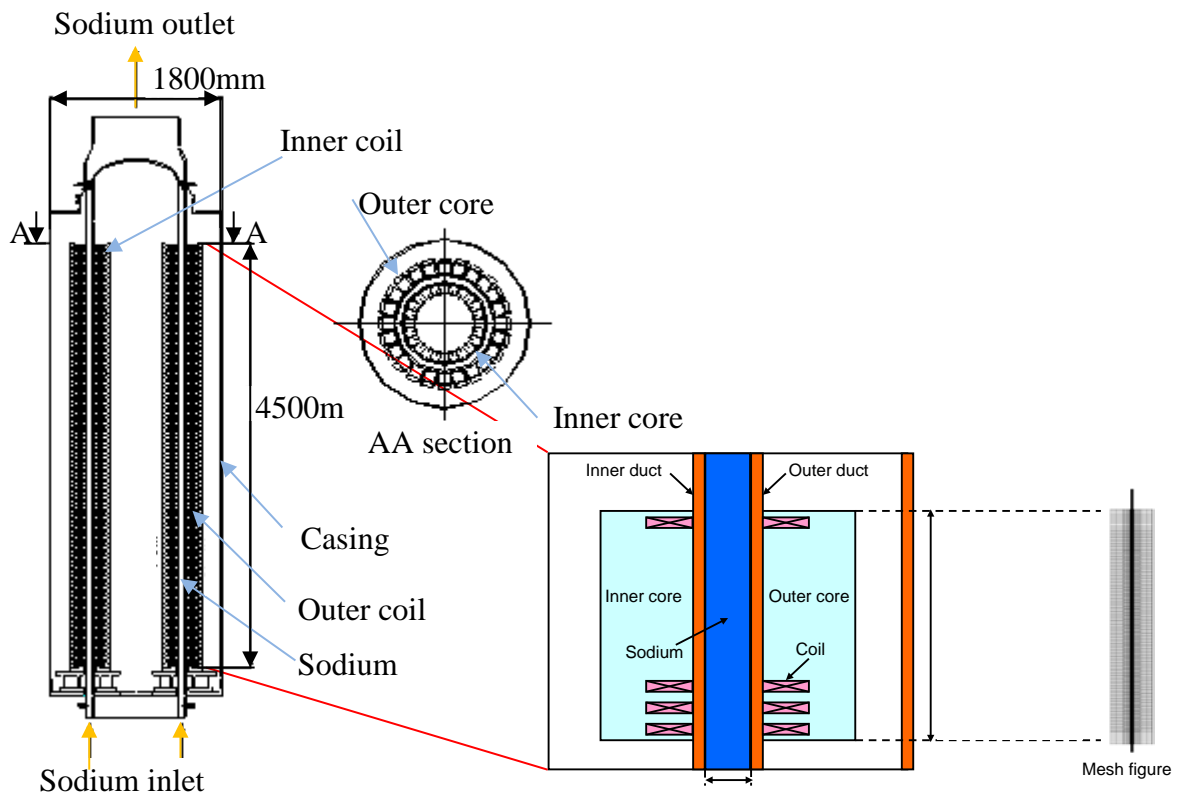 Sodium outlet
1800mm
Inner coil
Outer core
A
A
4500m
Inner core
AA section
Casing
Outer coil
Sodium
Sodium inlet
Inner duct
Outer duct
Inner core
Outer core
Sodium
Coil
Mesh figure